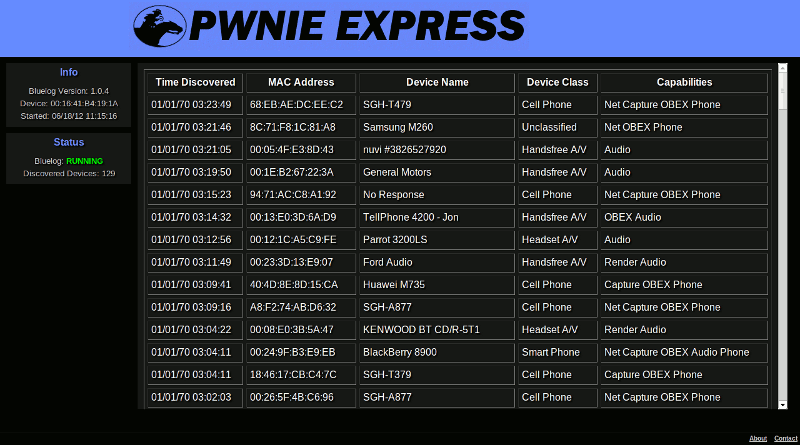 PWNIE EXPRESS
Info
Bluelog Version: 1.0.4
Device: 00:16:41:B4:19:1A
Started: 06/18/12 11:15:16
Status
Bluelog: RUNNING
Discovered Devices: 129
Time Discovered MAC Address Device Name Device Class Capabilities
01/01/70 03:23:49 68:EB:AE:DC:EE:C2 SGH-T479 Cell Phone Net Capture OBEX Phone
01/01/70 03:21:46 8C:71:F8:1C:81:A8 Samsung M260 Unclassified Net OBEX Phone
01/01/70 03:21:05 00:05:4F:E3:8D:43 nuvi #3826527920 Handsfree A/V Audio
01/01/70 03:19:50 00:1E:B2:67:22:3A General Motors Handsfree A/V Audio
01/01/70 03:15:23 94:71:AC:C8:A1:92 No Response Cell Phone Net Capture OBEX Phone
01/01/70 03:14:32 00:13:E0:3D:6A:D9 TellPhone 4200 - Jon Handsfree A/V OBEX Audio
01/01/70 03:12:56 00:12:1C:A5:C9:FE Parrot 3200LS Headset A/V Audio
01/01/70 03:11:49 00:23:3D:13:E9:07 Ford Audio Handsfree A/V Render Audio
01/01/70 03:09:41 40:4D:8E:8D:15:CA Huawei M735 Cell Phone Capture OBEX Phone
01/01/70 03:09:16 A8:F2:74:AB:D6:32 SGH-A877 Cell Phone Net Capture OBEX Phone
01/01/70 03:04:22 00:08:E0:3B:5A:47 KENWOOD BT CD/R-5T1 Headset A/V Render Audio
01/01/70 03:04:11 00:24:9F:B3:E9:EB BlackBerry 8900 Smart Phone Net Capture OBEX Audio Phone
01/01/70 03:04:11 18:46:17:CB:C4:7C SGH-T379 Cell Phone Capture OBEX Phone
01/01/70 03:02:03 00:26:5F:4B:C6:96 SGH-A877 Cell Phone Net Capture OBEX Phone
About Contact